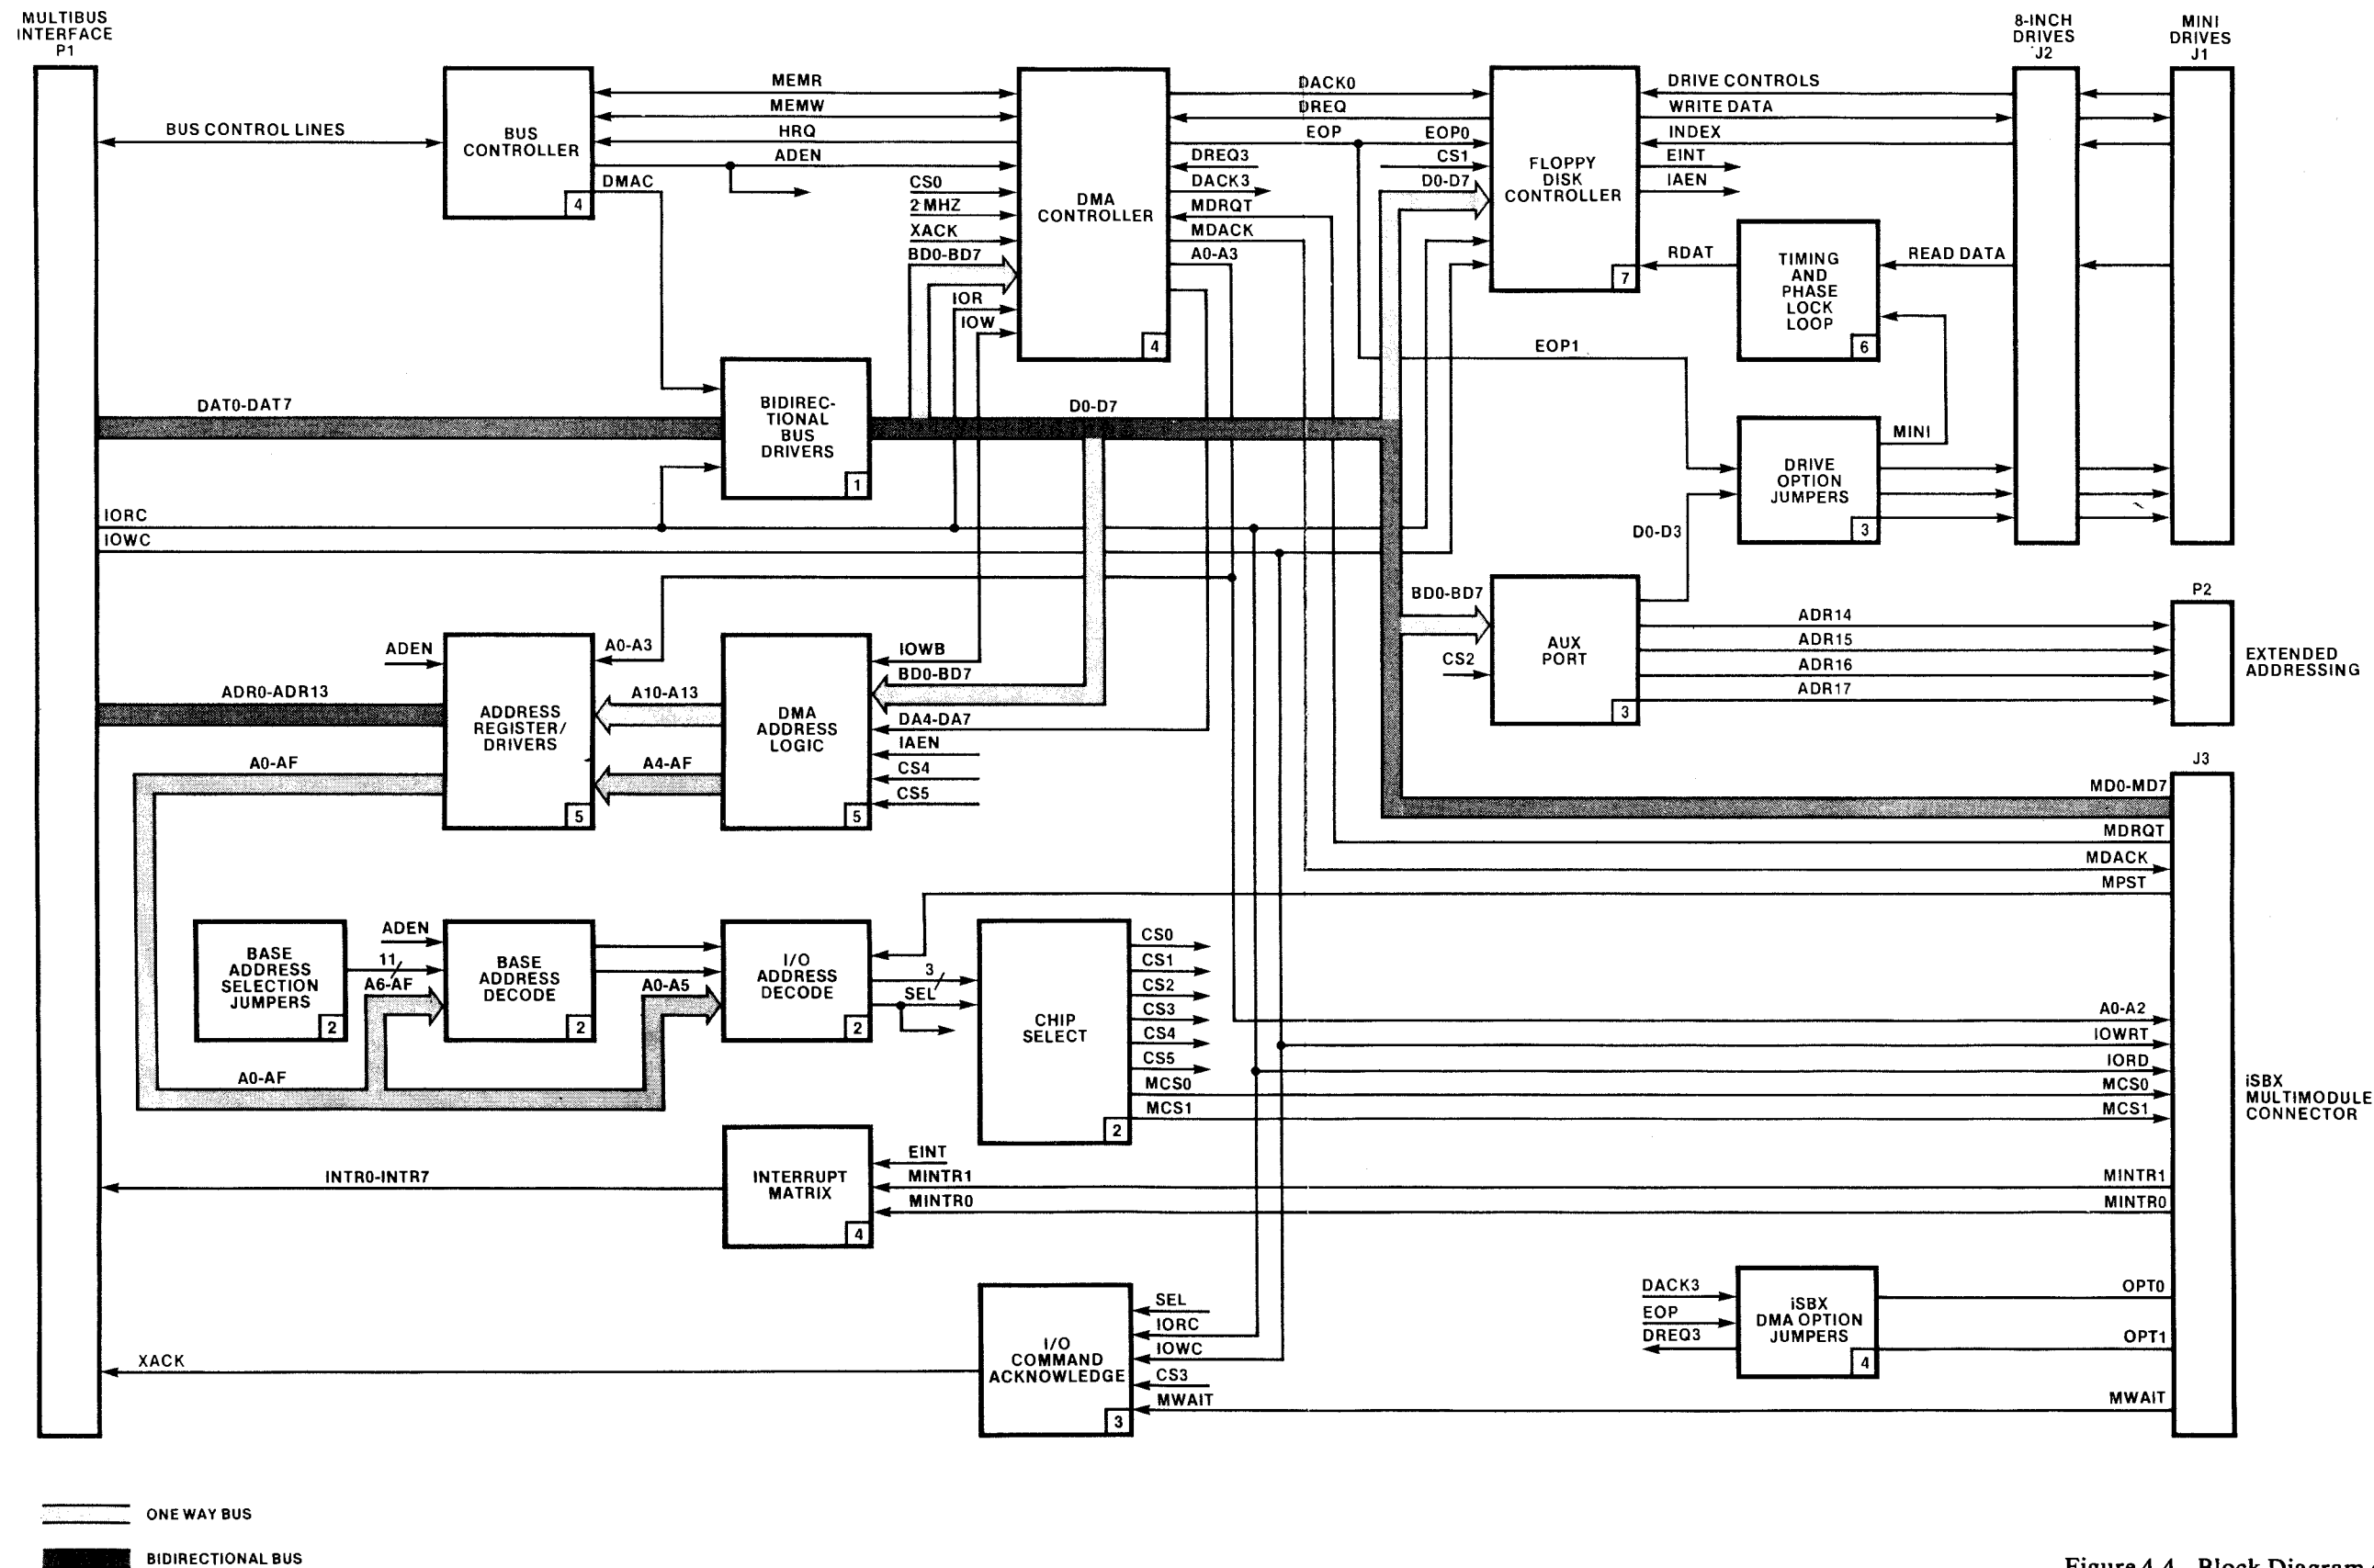 MULTIBUS
INTERFACE
P1
8-INCH
DRIVES
J2
MINI
DRIVES
J1
BUS CONTROL LINES
BUS
CONTROLLER
4
MEMR
MEMW
HRQ
ADEN
DMAC
CS0
2 MHZ
XACK
BD0-BD7
IOR
IOW
DMA
CONTROLLER
4
DACK0
DREQ
EOP
EOP0
DREQ3
CS1
DACK3
D0-D7
MDRQT
MDACK
A0-A3
FLOPPY
DISK
CONTROLLER
7
DRIVE CONTROLS
WRITE DATA
INDEX
EINT
IAEN
RDAT
TIMING
AND
PHASE
LOCK
LOOP
6
READ DATA
EOP1
MINI
DAT0-DAT7
BIDIREC-
TIONAL
BUS
DRIVERS
1
D0-D7
DRIVE
OPTION
JUMPERS
3
IORC
IOWC
D0-D3
BD0-BD7
CS2
AUX
PORT
3
ADR14
ADR15
ADR16
ADR17
P2
EXTENDED
ADDRESSING
ADEN
ADR0-ADR13
A0-AF
ADDRESS
REGISTER/
DRIVERS
5
A0-A3
A10-A13
A4-AF
DMA
ADDRESS
LOGIC
5
IOWB
BD0-BD7
DA4-DA7
IAEN
CS4
CS5
J3
MD0-MD7
MDRQT
MDACK
MPST
BASE
ADDRESS
SELECTION
JUMPERS
2
ADEN
11
A6-AF
BASE
ADDRESS
DECODE
2
A0-A5
I/O
ADDRESS
DECODE
2
3
SEL
CHIP
SELECT
2
CS0
CS1
CS2
CS3
CS4
CS5
MCS0
MCS1
A0-AF
A0-A2
IOWRT
IORD
MCS0
MCS1
iSBX
MULTIMODULE
CONNECTOR
INTR0-INTR7
INTERRUPT
MATRIX
4
EINT
MINTR1
MINTR0
MINTR1
MINTR0
XACK
I/O
COMMAND
ACKNOWLEDGE
3
SEL
IORC
IOWC
CS3
MWAIT
DACK3
EOP
DREQ3
iSBX
DMA OPTION
JUMPERS
4
OPT0
OPT1
MWAIT
ONE WAY BUS
BIDIRECTIONAL BUS
Figure 4-4. Block Diagram